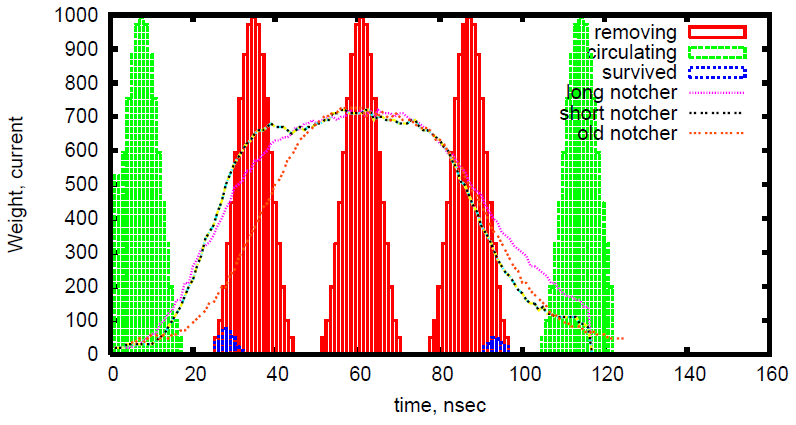 1000
900
800
700
600
500
400
300
200
100
0
Weight, current
removing
circulating
survived
long notcher
short notcher
old notcher
0 20 40 60 80 100 120 140 160
time, nsec